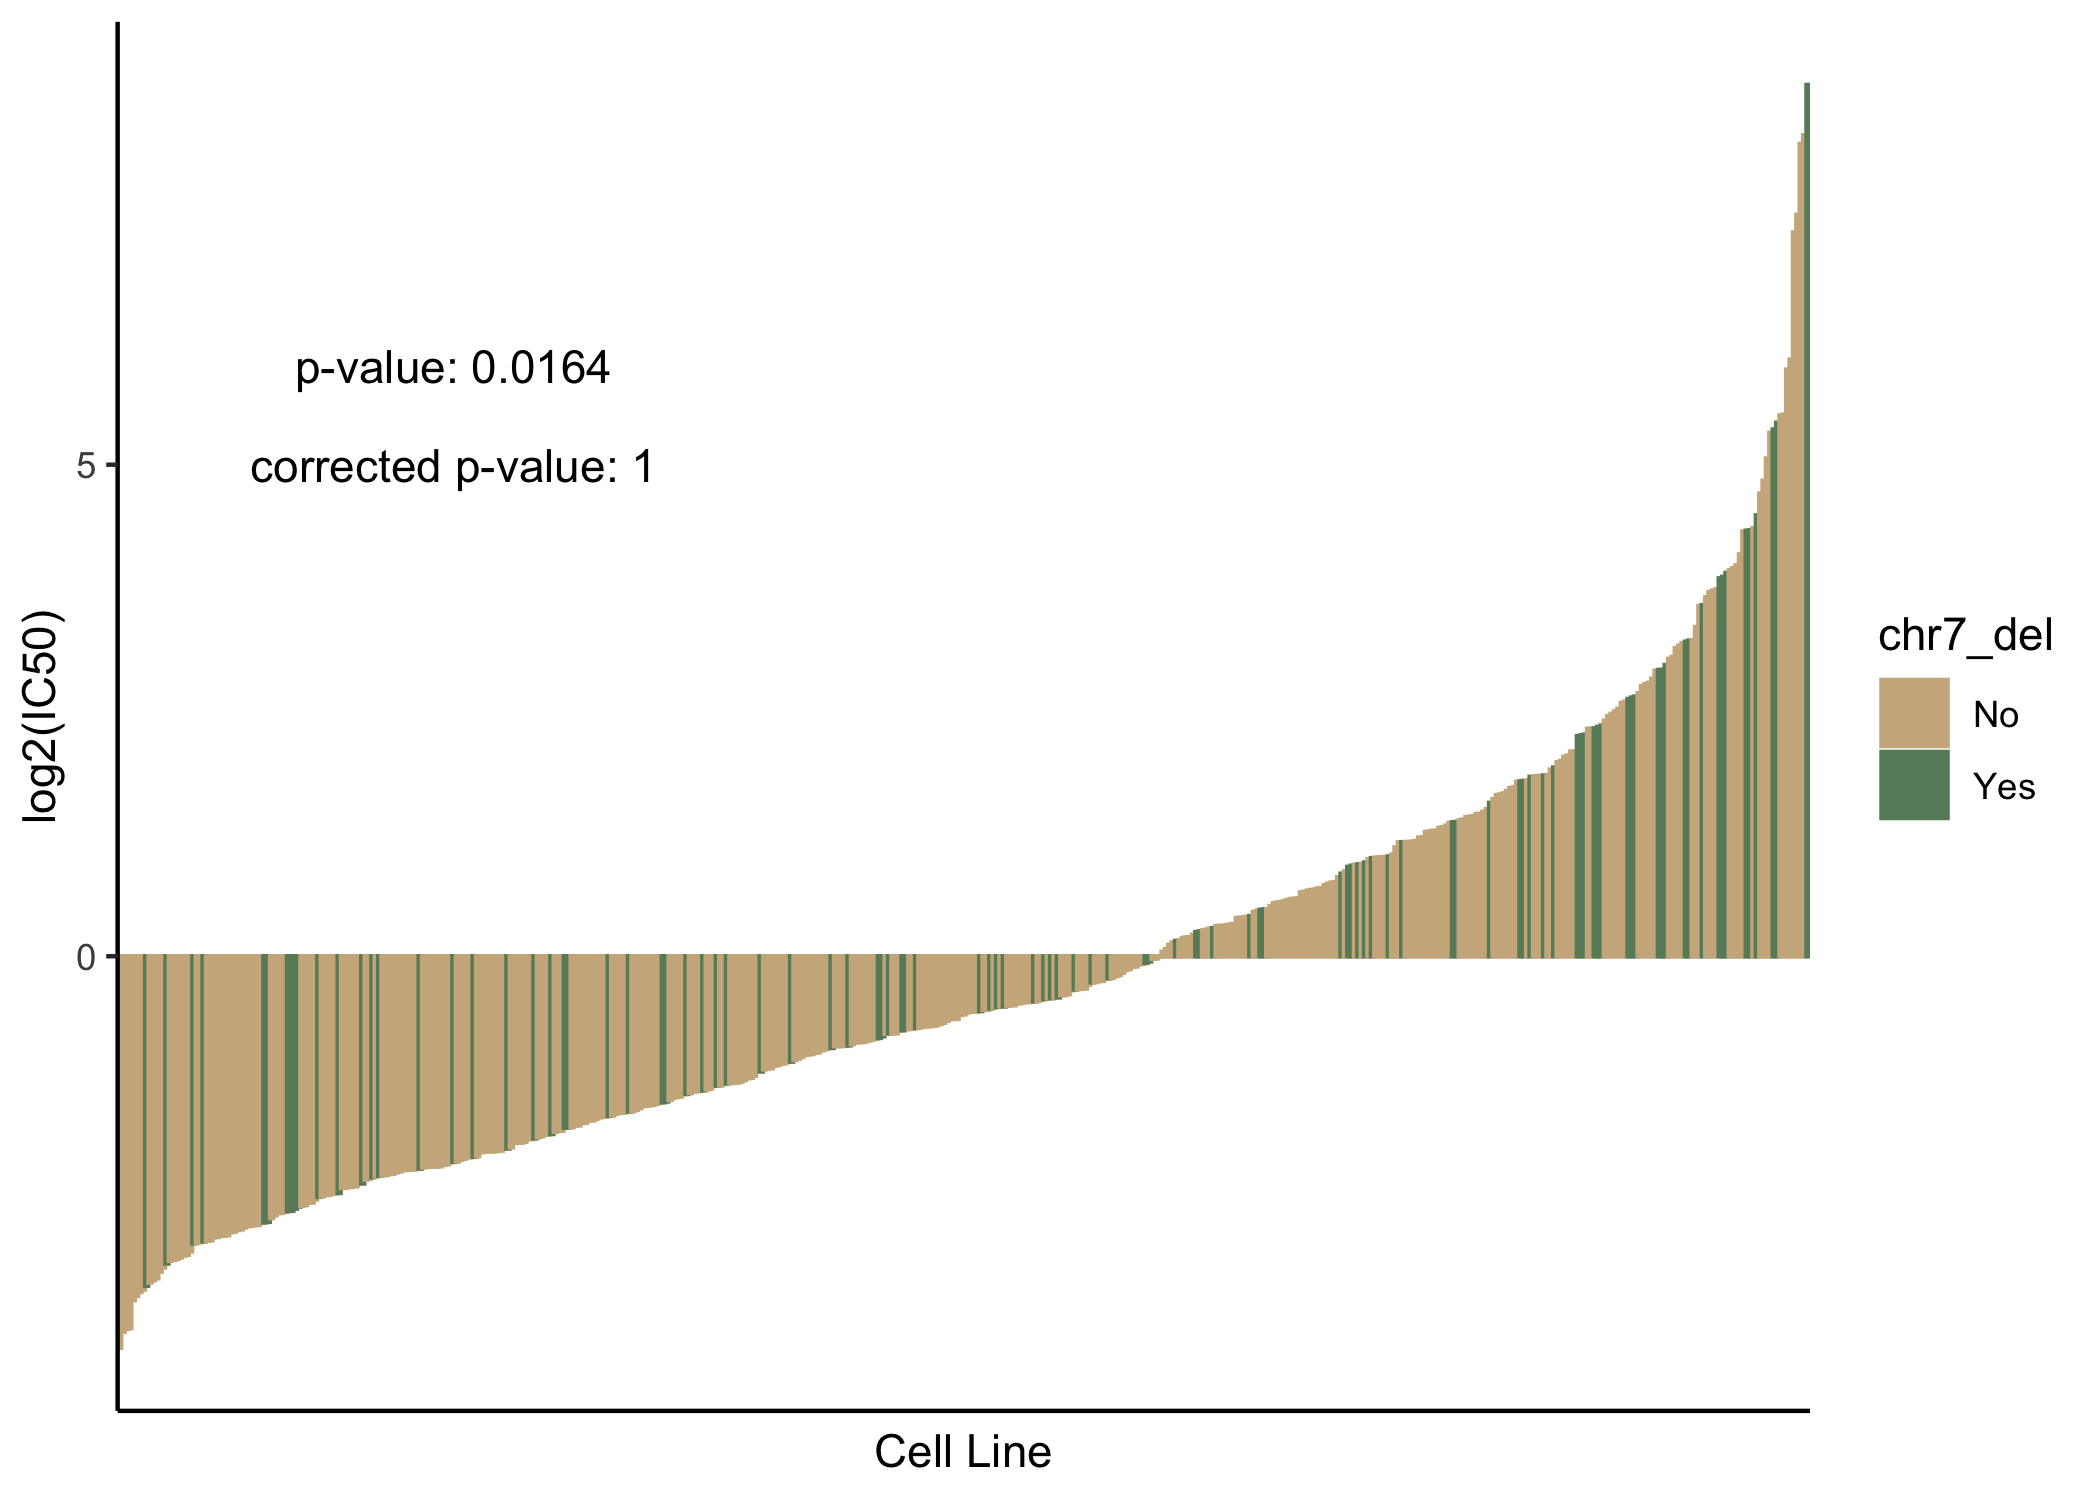 p-value: 0.0164
corrected p-value: 1
5
0
log2(IC50)
Cell Line
chr7_del
No
Yes